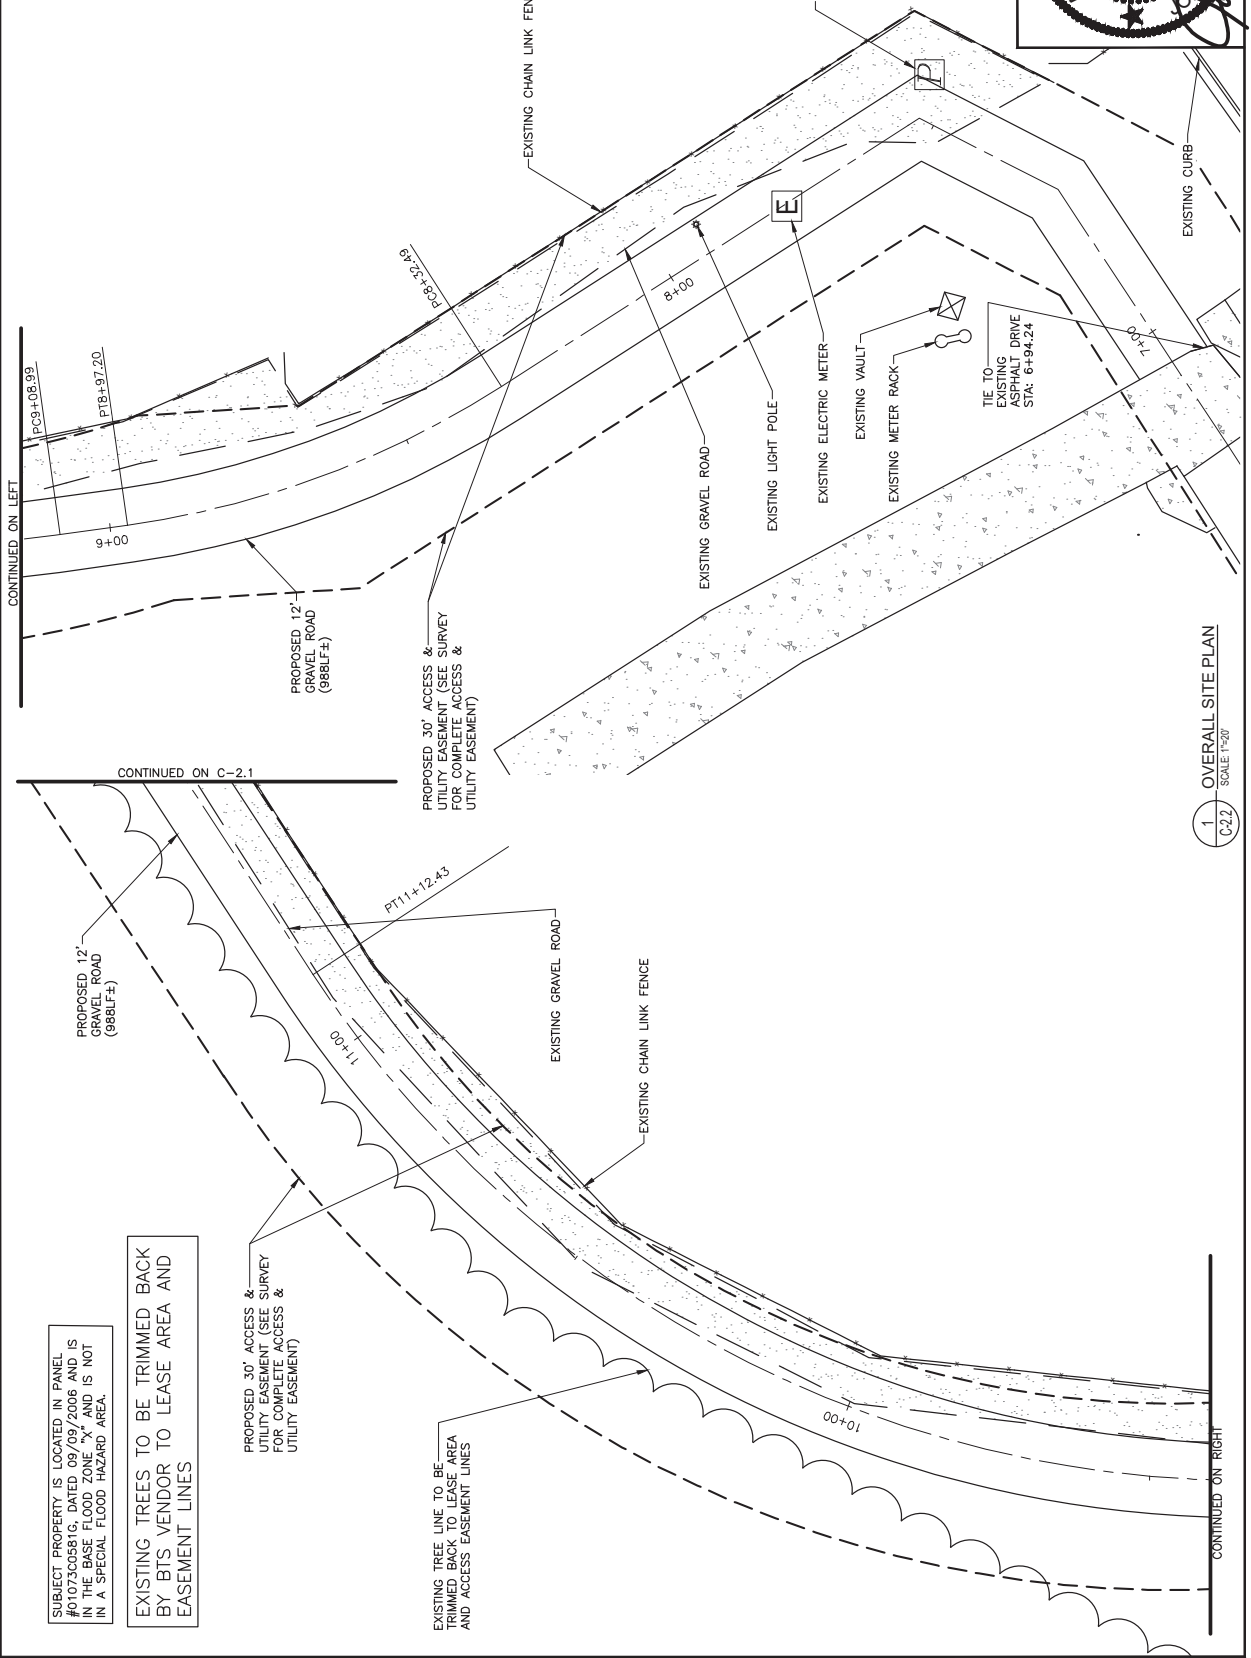 SUBJECT PROPERTY IS LOCATED IN PANEL
#01073C0581G, DATED 09/09/2006 AND IS
IN THE BASE FLOOD ZONE "X" AND IS NOT
IN A SPECIAL FLOOD HAZARD AREA.
EXISTING TREES TO BE TRIMMED BACK
BY BTS VENDOR TO LEASE AREA AND
EASEMENT LINES
PROPOSED 12'
GRAVEL ROAD
(988LF±)
CONTINUED ON C-2.1
PROPOSED 30' ACCESS &
UTILITY EASEMENT (SEE SURVEY
FOR COMPLETE ACCESS &
UTILITY EASEMENT)
11+00
PT11+12.43
EXISTING TREE LINE TO BE
TRIMMED BACK TO LEASE AREA
AND ACCESS EASEMENT LINES
EXISTING GRAVEL ROAD
EXISTING CHAIN LINK FENCE
10+00
CONTINUED ON RIGHT
CONTINUED ON LEFT
PC9+08.99
PT8+97.20
9+00
PROPOSED 12'
GRAVEL ROAD
(988LF±)
PC8+32.49
EXISTING CHAIN LINK FEN
PROPOSED 30' ACCESS &
UTILITY EASEMENT (SEE SURVEY
FOR COMPLETE ACCESS &
UTILITY EASEMENT)
8+00
EXISTING GRAVEL ROAD
EXISTING LIGHT POLE
E
P
EXISTING ELECTRIC METER
EXISTING VAULT
EXISTING METER RACK
TIE TO
EXISTING
ASPHALT DRIVE
STA: 6+94.24
7+00
EXISTING CURB
1
C-2.2
OVERALL SITE PLAN
SCALE: 1"=20'